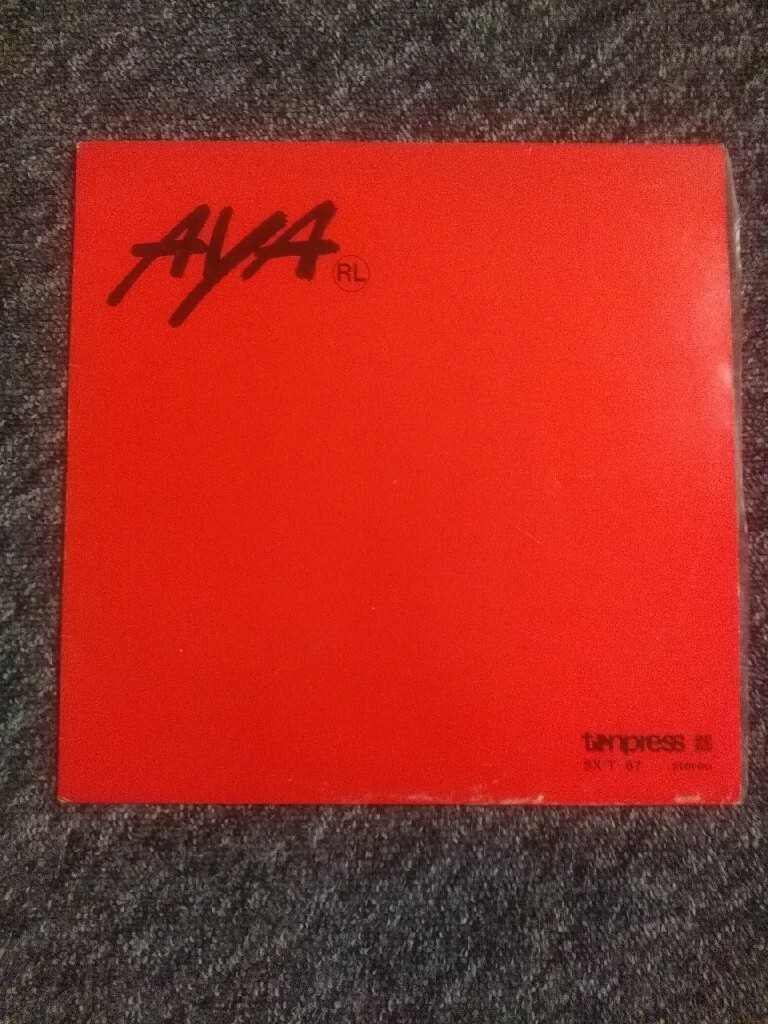 AYA
RL
tonpress
SX T 67 stereo